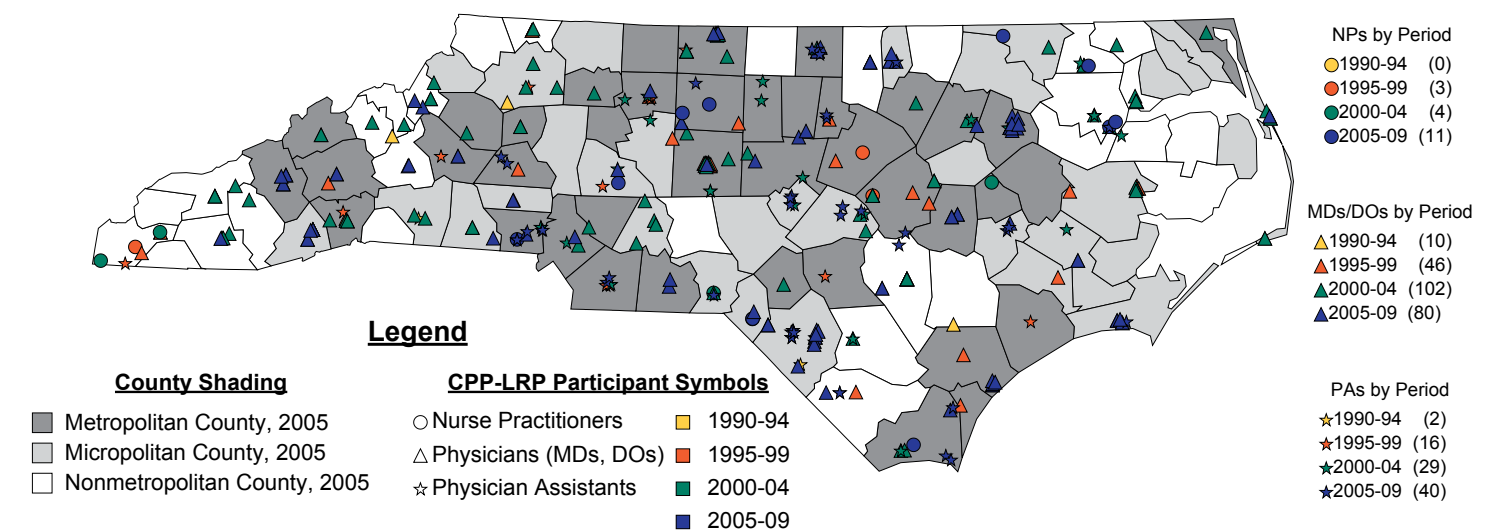 NPs by Period
1990-94 (0)
1995-99 (3)
2000-04 (4)
2005-09 (11)
MDs/DOs by Period
1990-94 (10)
1995-99 (46)
2000-04 (102)
2005-09 (80)
PAs by Period
1990-94 (2)
1995-99 (16)
2000-04 (29)
2005-09 (40)
Legend
County Shading
Metropolitan County, 2005
Micropolitan County, 2005
Nonmetropolitan County, 2005
CPP-LRP Participant Symbols
Nurse Practitioners
Physicians (MDs, DOs)
Physician Assistants
1990-94
1995-99
2000-04
2005-09